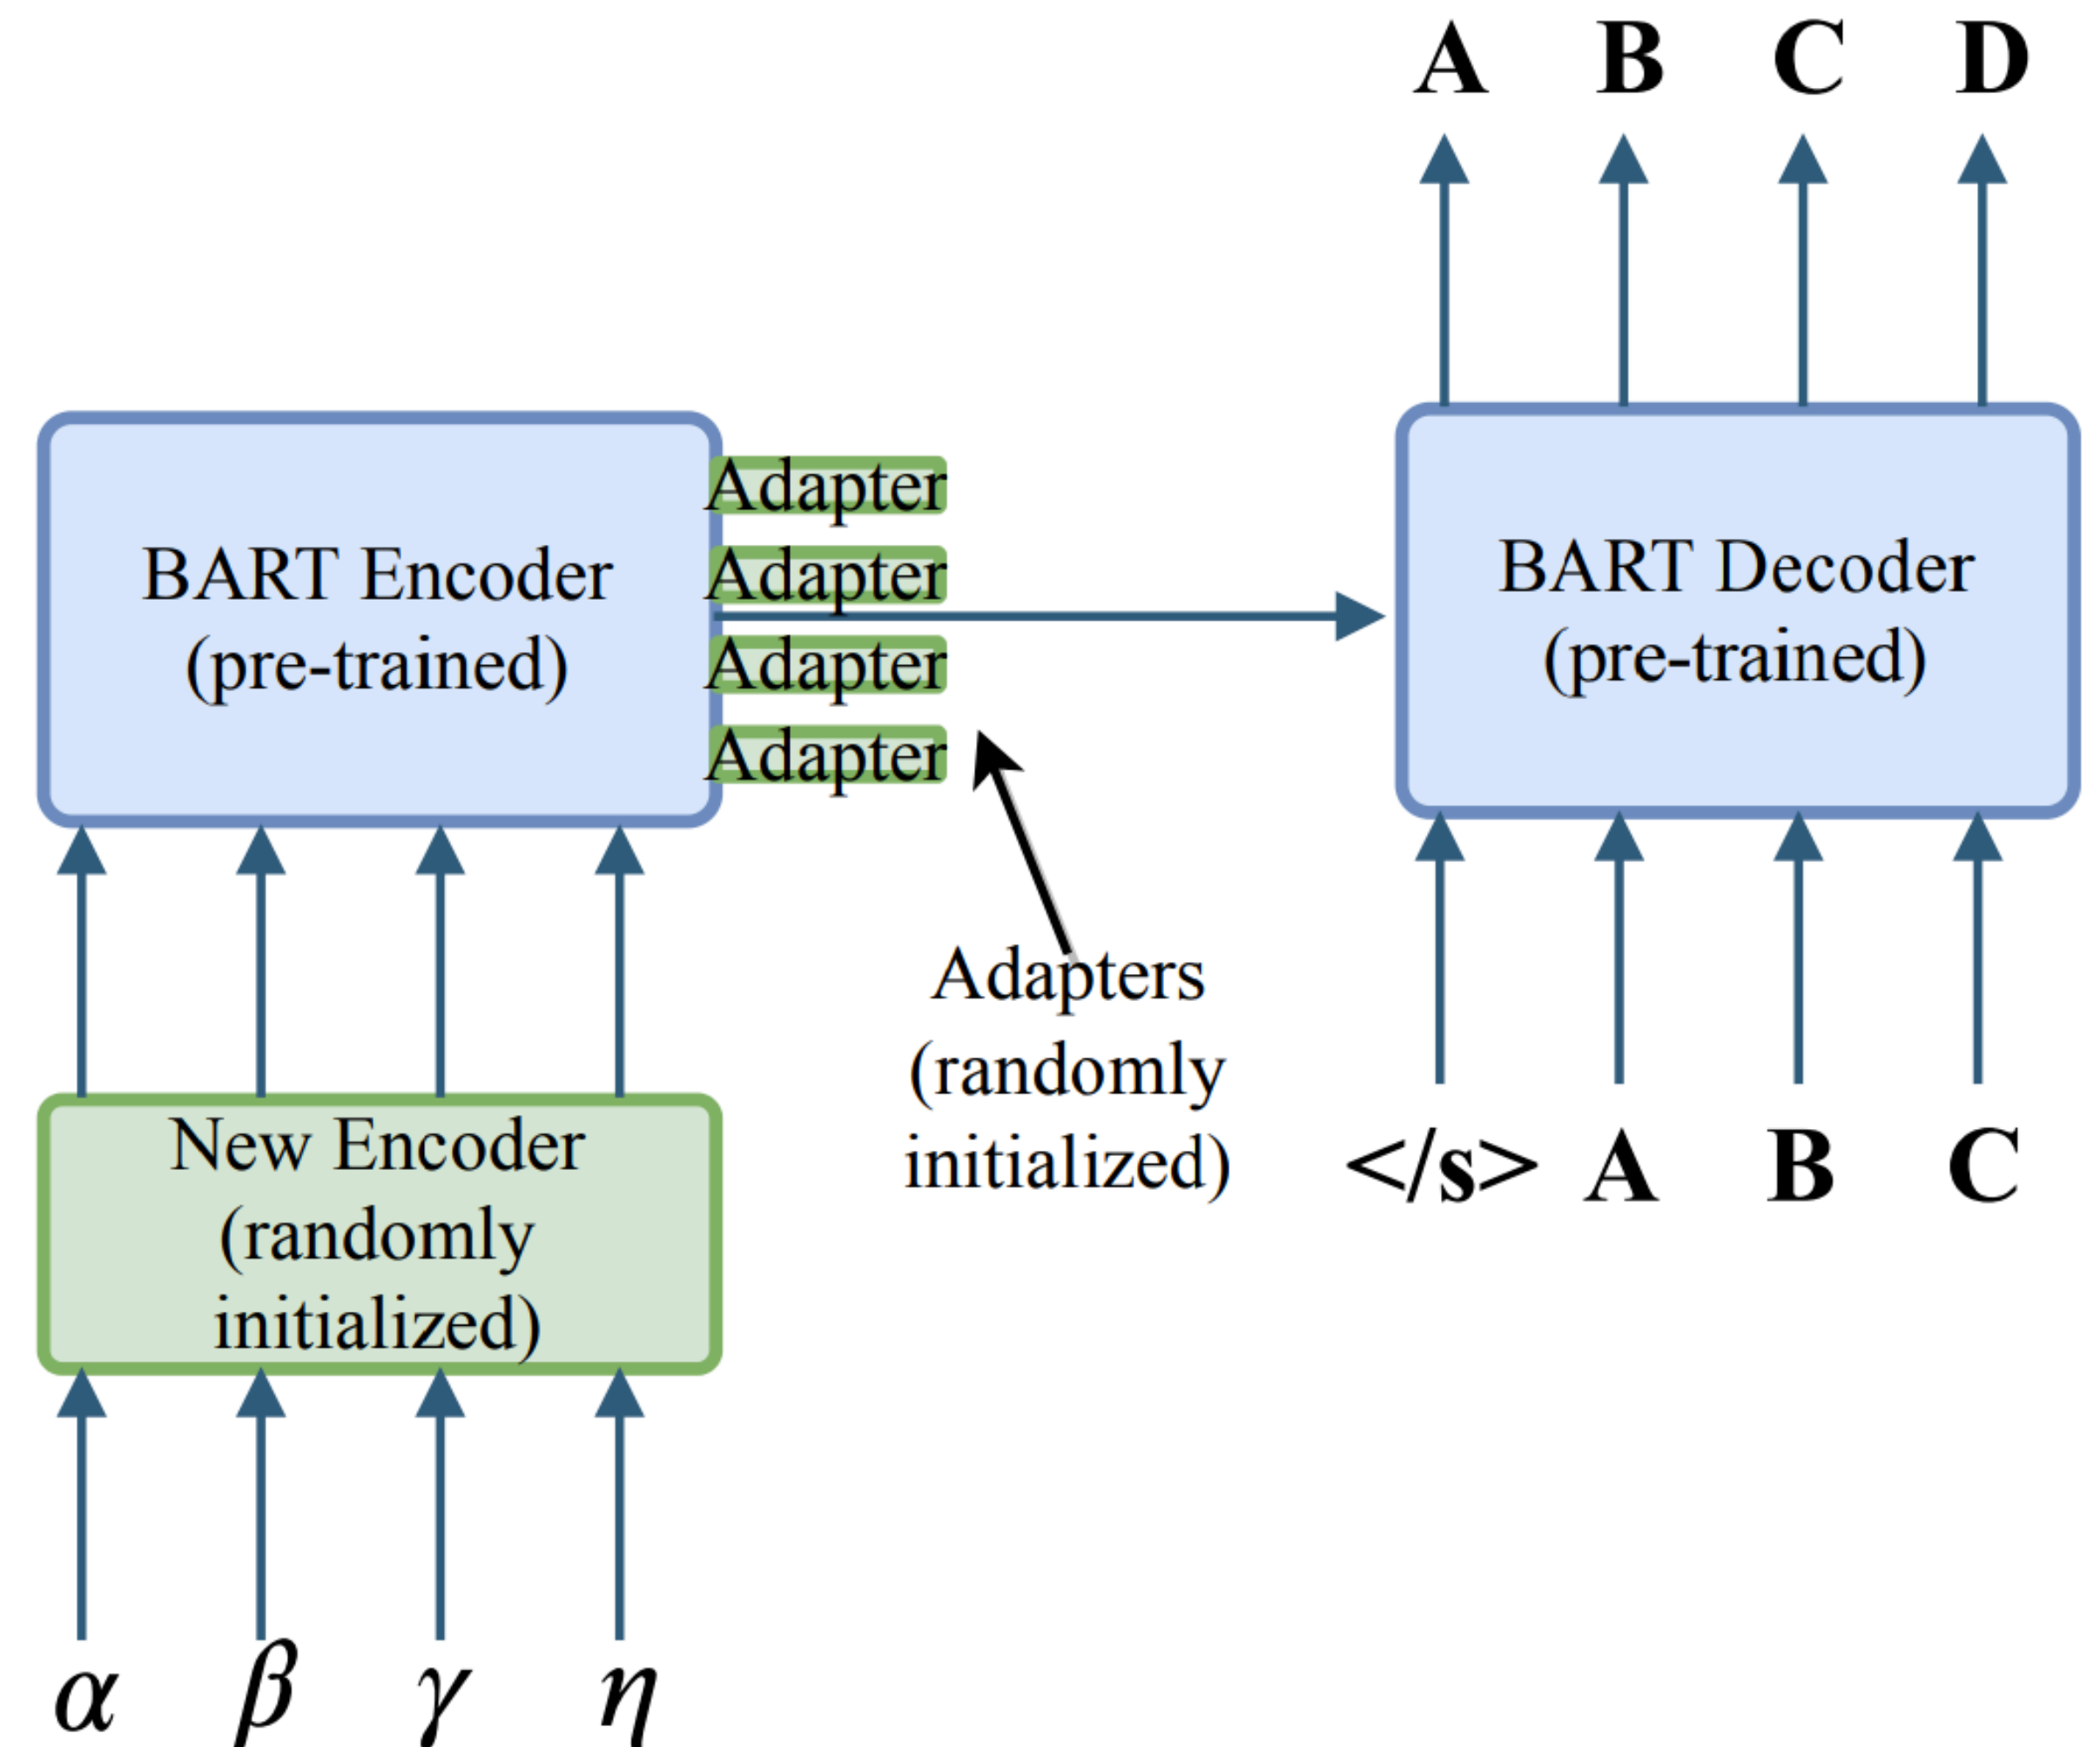 A B C D
BART Encoder
(pre-trained)
Adapter
Adapter
Adapter
Adapter
BART Decoder
(pre-trained)
Adapters
(randomly
initialized)
</s> A B C
New Encoder
(randomly
initialized)
α β γ η